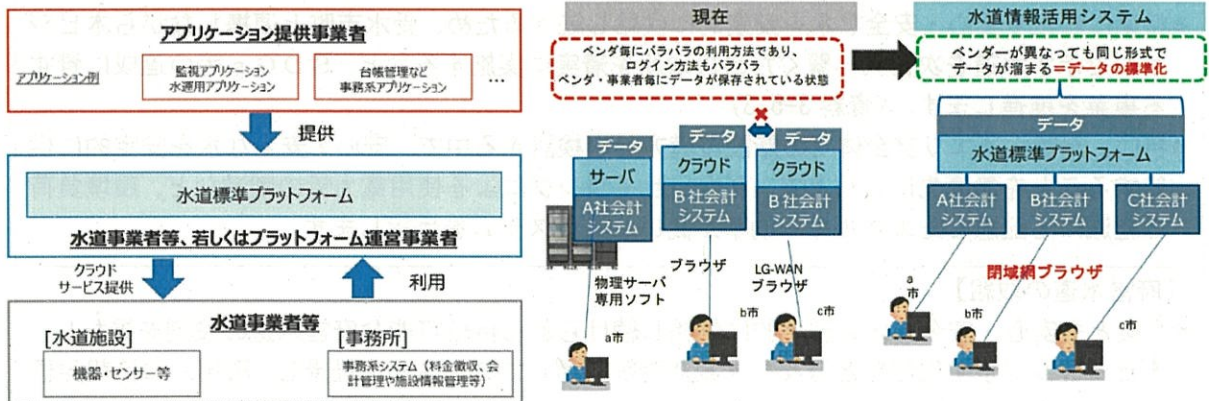 アプリケーション提供事業者
アプリケーション例
監視アプリケーション
水運用アプリケーション
台帳管理など
事務系アプリケーション
…
提供
水道標準プラットフォーム
水道事業者等、若しくはプラットフォーム運営事業者
クラウド
サービス提供
利用
水道事業者等
[水道施設]
機器・センサー等
[事務所]
事務系システム（料金徴収、会
計管理や施設情報管理等）
現在
ベンダ毎にバラバラの利用方法であり、
ログイン方法もバラバラ
ベンダ・事業者毎にデータが保存されている状態
データ
サーバ
A社会計
システム
物理サーバ
専用ソフト
a市
データ
クラウド
B社会計
システム
ブラウザ
b市
データ
クラウド
B社会計
システム
LG-WAN
ブラウザ
c市
水道情報活用システム
ベンダーが異なっても同じ形式で
データが溜まる＝データの標準化
データ
水道標準プラットフォーム
A社会計
システム
B社会計
システム
C社会計
システム
閉域網ブラウザ
a
市
b市
c市